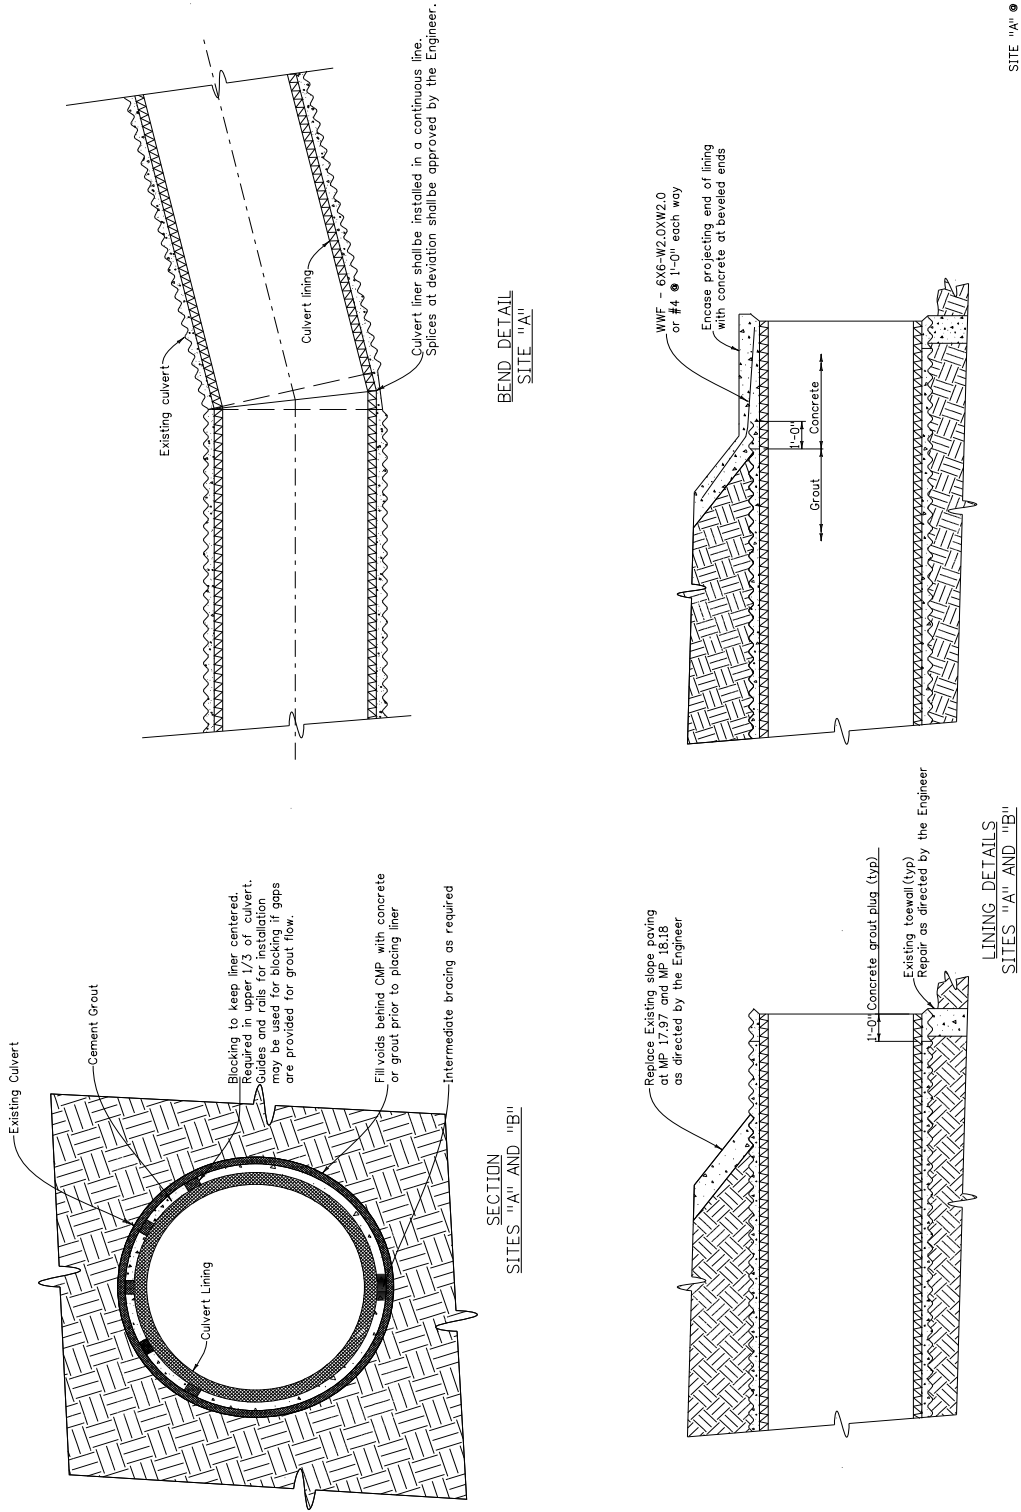 Existing Culvert
Cement Grout
Blocking to keep liner centered.
Required in upper 1/3 of culvert.
Guides and rails for installation
may be used for blocking if gaps
are provided for grout flow.
Fill voids behind CMP with concrete
or grout prior to placing liner
Intermediate bracing as required
Culvert Lining
SECTION
SITES "A" AND "B"
Existing culvert
Culvert lining
Culvert liner shall be installed in a continuous line.
Splices at deviation shall be approved by the Engineer.
BEND DETAIL
SITE "A"
Replace Existing slope paving
at MP 17.97 and MP 18.18
as directed by the Engineer
1'-0" Concrete grout plug (typ)
Existing toewall (typ)
Repair as directed by the Engineer
WWF - 6X6-W2.0XW2.0
or #4 @ 1'-0" each way
Encase projecting end of lining
with concrete at beveled ends
1'-0"
Grout
Concrete
LINING DETAILS
SITES "A" AND "B"
SITE "A" @